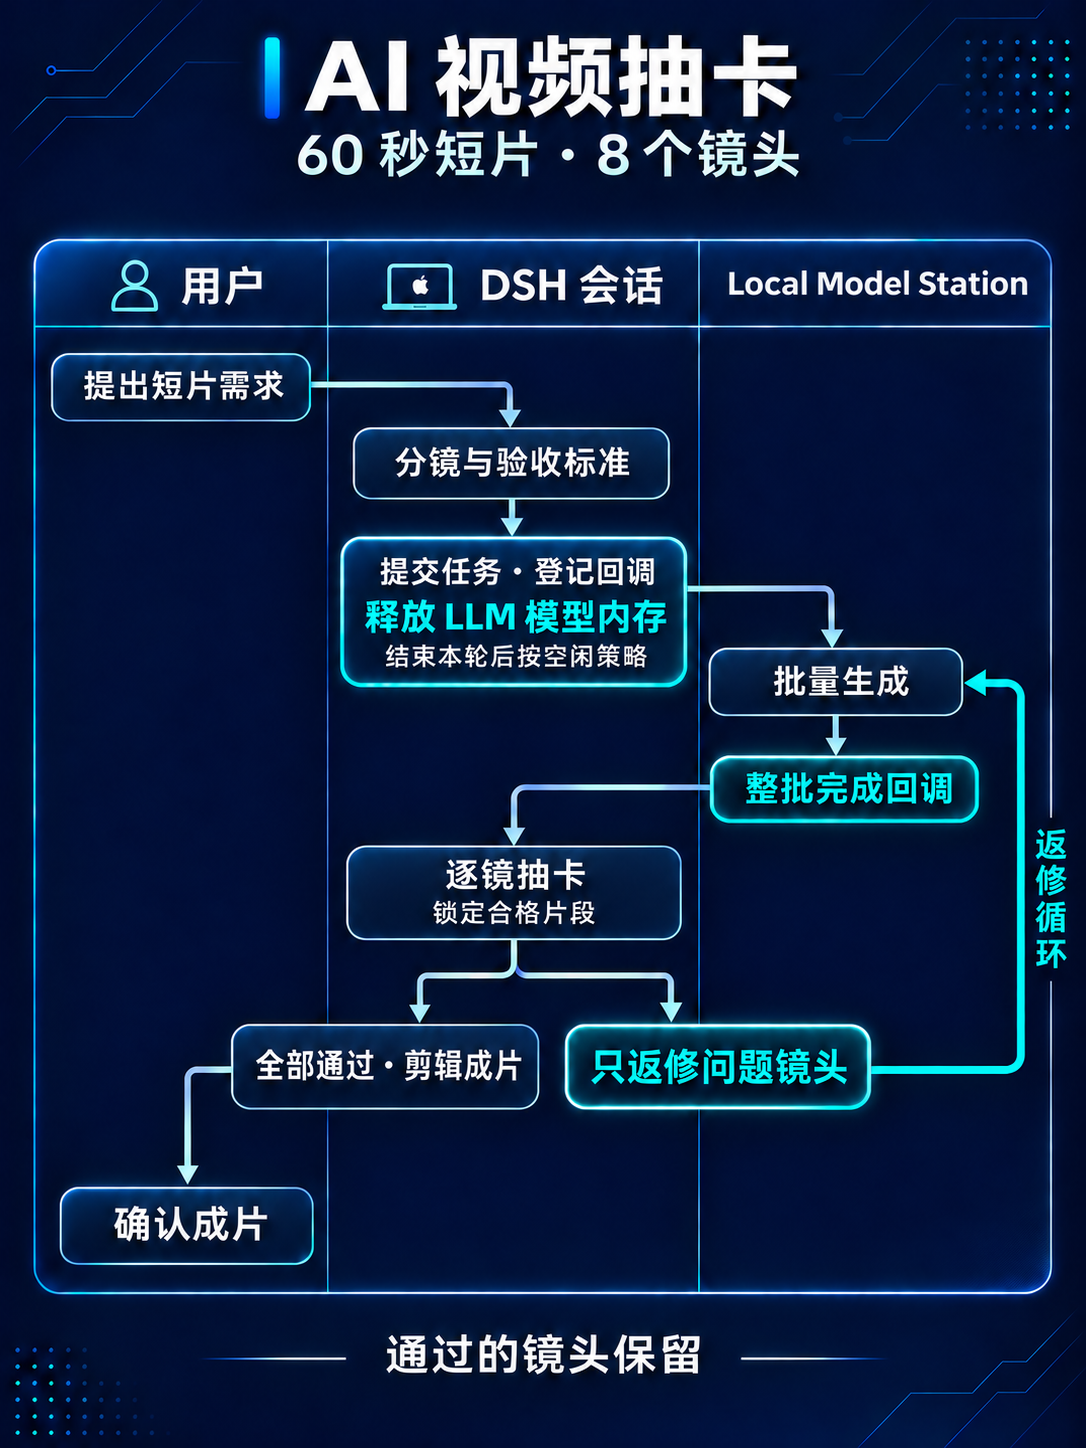 AI 视频抽卡
60 秒短片·8 个镜头
用户
DSH 会话
Local Model Station
提出短片需求
分镜与验收标准
提交任务·登记回调
释放 LLM 模型内存
结束本轮后按空闲策略
批量生成
整批完成回调
逐镜抽卡
锁定合格片段
返修循环
全部通过·剪辑成片
只返修问题镜头
确认成片
通过的镜头保留